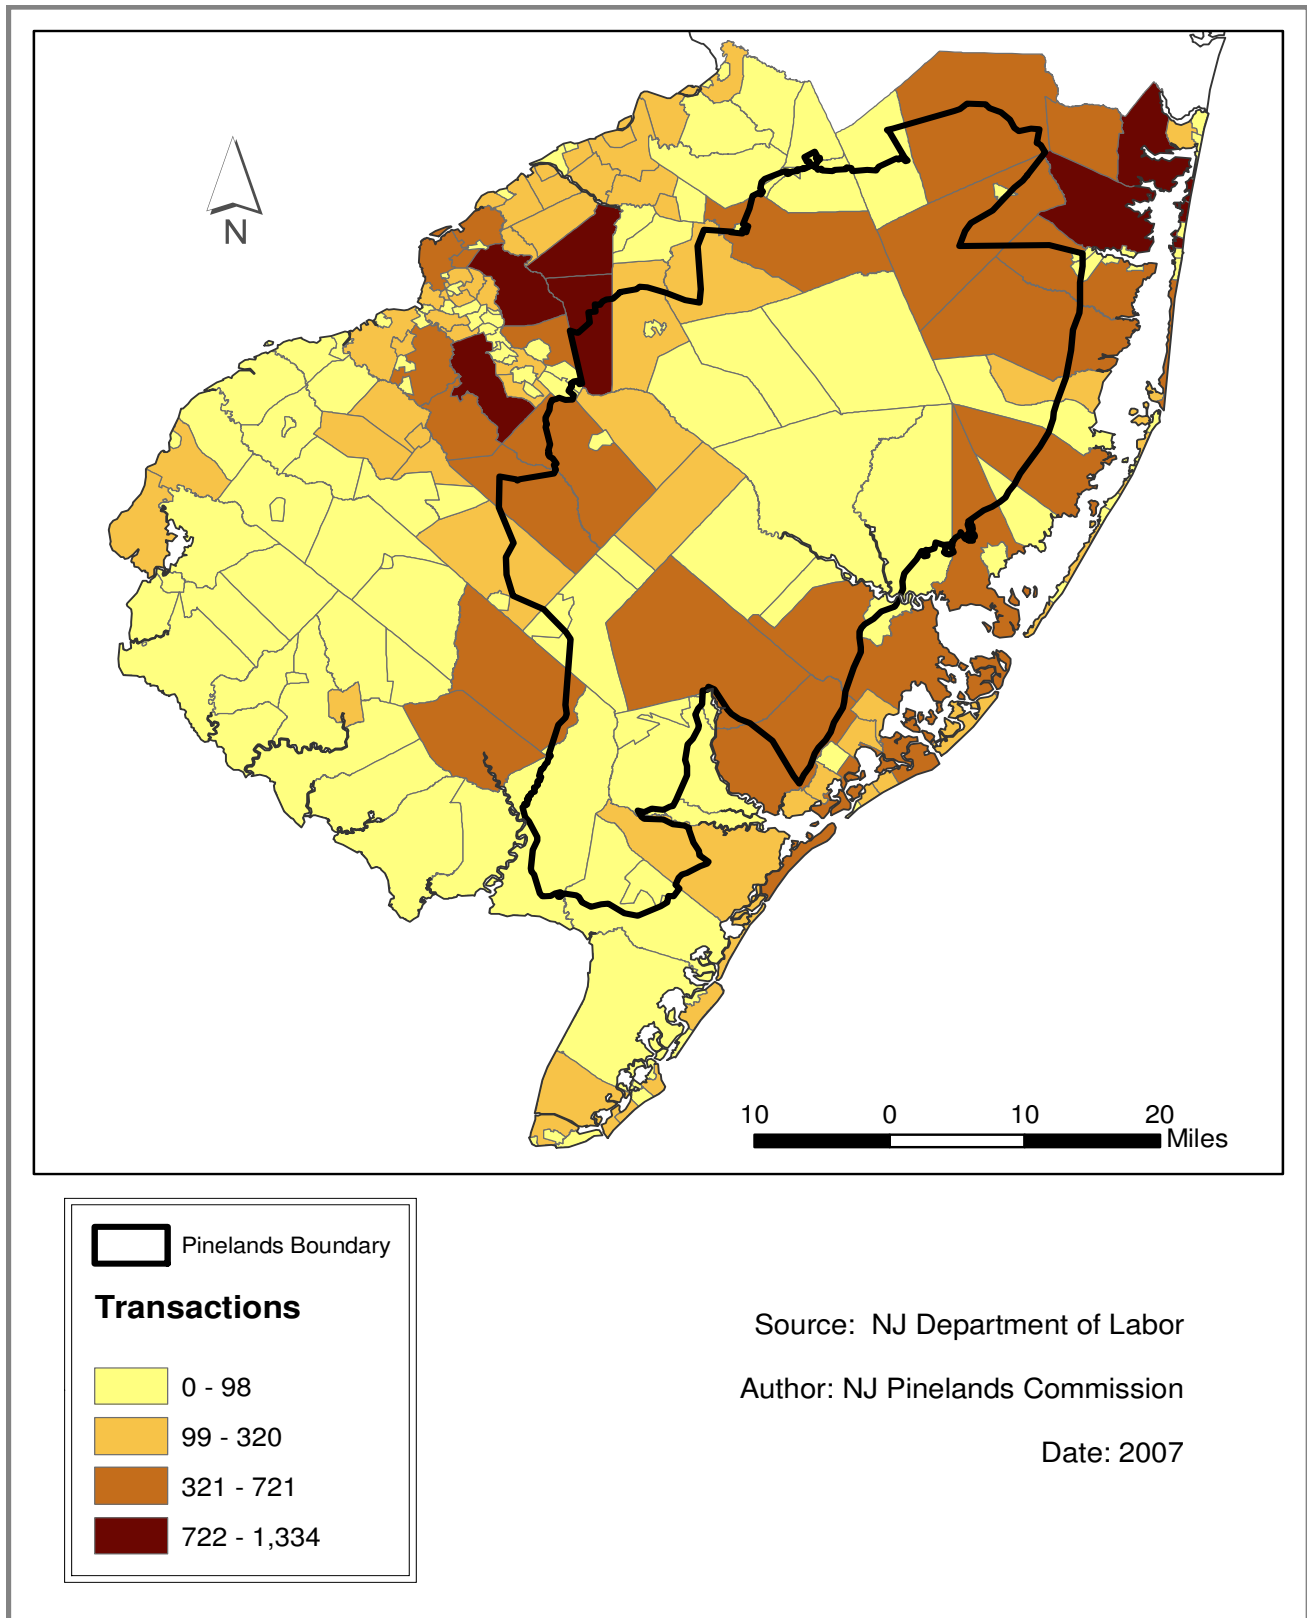 N
10 0 10 20
Miles
Pinelands Boundary
Transactions
0 - 98
99 - 320
321 - 721
722 - 1,334
Source: NJ Department of Labor
Author: NJ Pinelands Commission
Date: 2007